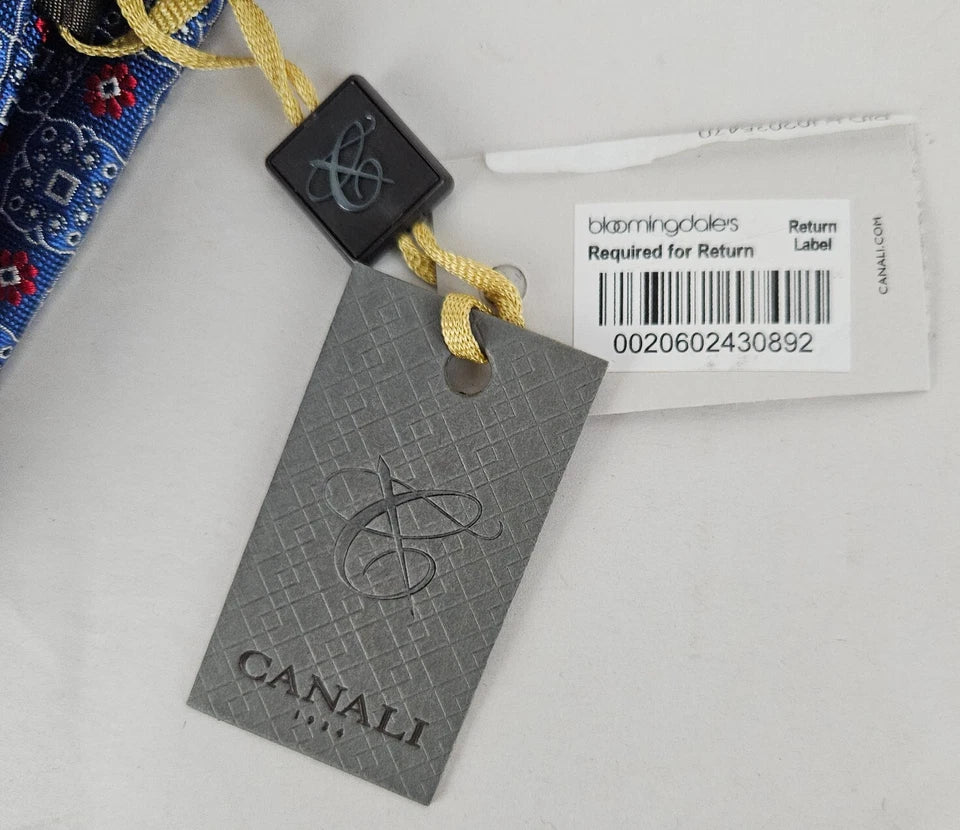 bloomingdale's
Return
Label
Required for Return
0020602430892
CANALI.COM
CANALI
1934